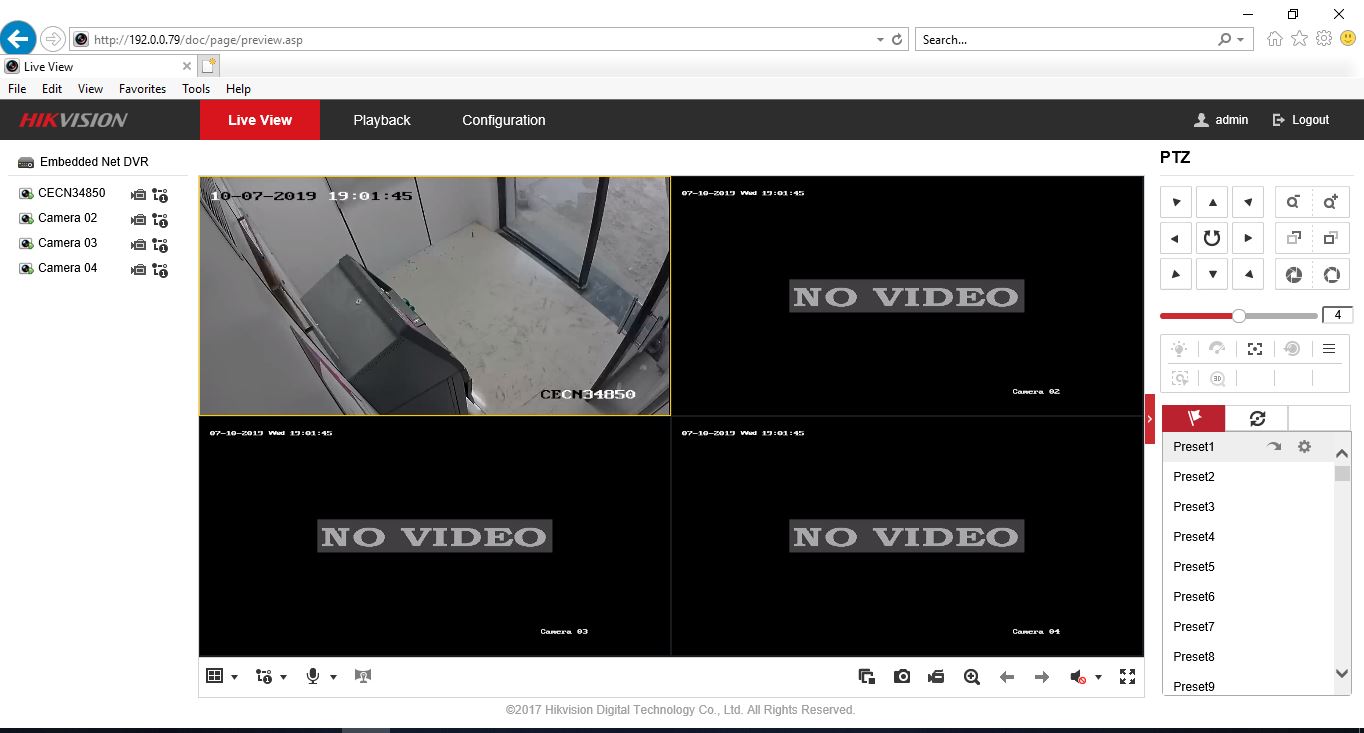 http://192.0.0.79/doc/page/preview.asp
Search...
Live View
File Edit View Favorites Tools Help
HIKVISION
Live View Playback Configuration
admin Logout
Embedded Net DVR
CECN34850
Camera 02
Camera 03
Camera 04
10-07-2019 19:01:45
CECN34850
07-10-2019 Wed 19:01:45
NO VIDEO
Camera 02
07-10-2019 Wed 19:01:45
NO VIDEO
Camera 03
07-10-2019 Wed 19:01:45
NO VIDEO
Camera 04
PTZ
4
3D
Preset1
Preset2
Preset3
Preset4
Preset5
Preset6
Preset7
Preset8
Preset9
©2017 Hikvision Digital Technology Co., Ltd. All Rights Reserved.